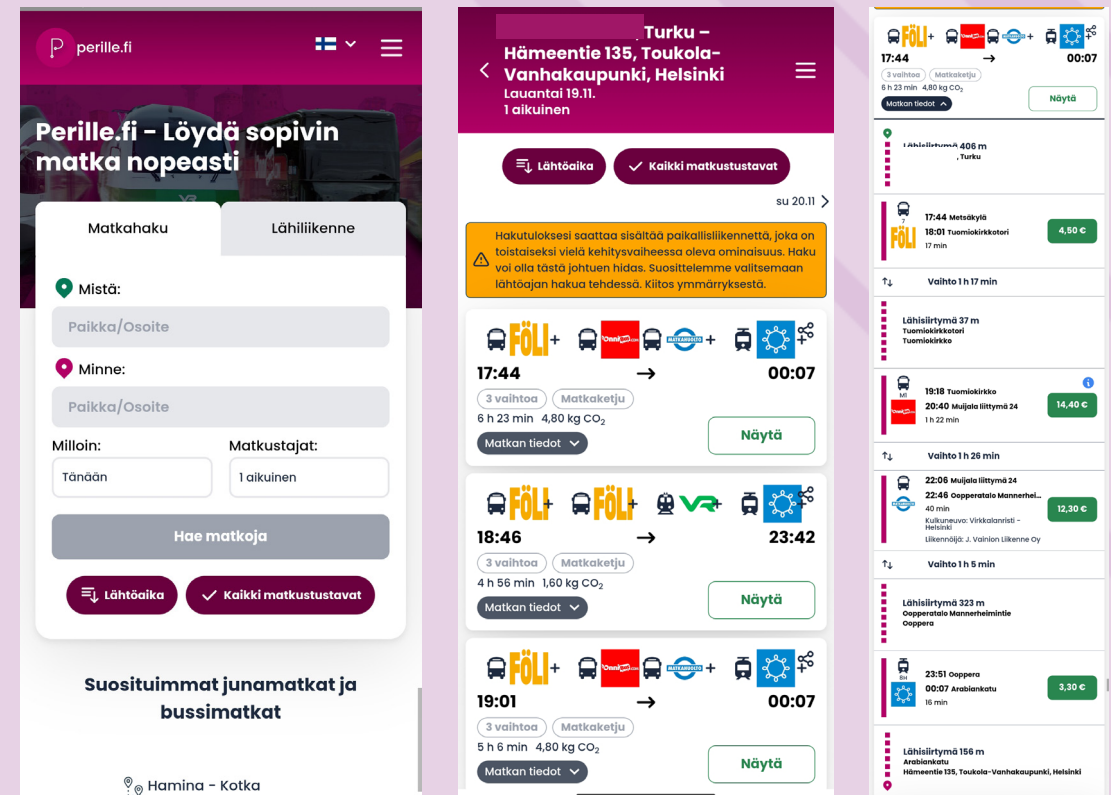 perille.fi
Perille.fi – Löydä sopivin
matka nopeasti
VR
Matkahaku
Lähiliikenne
Mistä:
Paikka/Osoite
Minne:
Paikka/Osoite
Milloin:
Matkustajat:
Tänään
1 aikuinen
Hae matkoja
Lähtöaika
Kaikki matkustustavat
Suosituimmat junamatkat ja
bussimatkat
Hamina - Kotka
, Turku –
Hämeentie 135, Toukola-
Vanhakaupunki, Helsinki
Lauantai 19.11.
1 aikuinen
Lähtöaika
Kaikki matkustustavat
su 20.11
Hakutuloksesi saattaa sisältää paikallisliikennettä, joka on
toistaiseksi vielä kehitysvaiheessa oleva ominaisuus. Haku
voi olla tästä johtuen hidas. Suosittelemme valitsemaan
lähtöajan hakua tehdessä. Kiitos ymmärryksestä.
FÖLI + OnniBus.com MATKAHUOLTO + +
17:44 → 00:07
3 vaihtoa Matkaketju
6 h 23 min 4,80 kg CO₂
Matkan tiedot
Näytä
FÖLI + FÖLI + VR + +
18:46 → 23:42
3 vaihtoa Matkaketju
4 h 56 min 1,60 kg CO₂
Matkan tiedot
Näytä
FÖLI + OnniBus.com MATKAHUOLTO + +
19:01 → 00:07
3 vaihtoa Matkaketju
5 h 6 min 4,80 kg CO₂
Matkan tiedot
Näytä
FÖLI + + +
17:44 → 00:07
3 vaihtoa Matkaketju
6 h 23 min 4,80 kg CO₂
Matkan tiedot
Näytä
Lähisiirtymä 406 m
, Turku
7
FÖLI
17:44 Metsäkylä
18:01 Tuomiokirkkotori
17 min
4,50 €
Vaihto 1 h 17 min
Lähisiirtymä 37 m
Tuomiokirkkotori
Tuomiokirkko
M1
19:18 Tuomiokirkko
20:40 Muijala liittymä 24
1 h 22 min
14,40 €
Vaihto 1 h 26 min
22:06 Muijala liittymä 24
22:46 Oopperatalo Mannerhei...
40 min
Kulkuneuvo: Virkkalanristi -
Helsinki
Liikennöijä: J. Vainion Liikenne Oy
12,30 €
Vaihto 1 h 5 min
Lähisiirtymä 323 m
Oopperatalo Mannerheimintie
Ooppera
8H
23:51 Ooppera
00:07 Arabiankatu
16 min
3,30 €
Lähisiirtymä 156 m
Arabiankatu
Hämeentie 135, Toukola-Vanhakaupunki, Helsinki